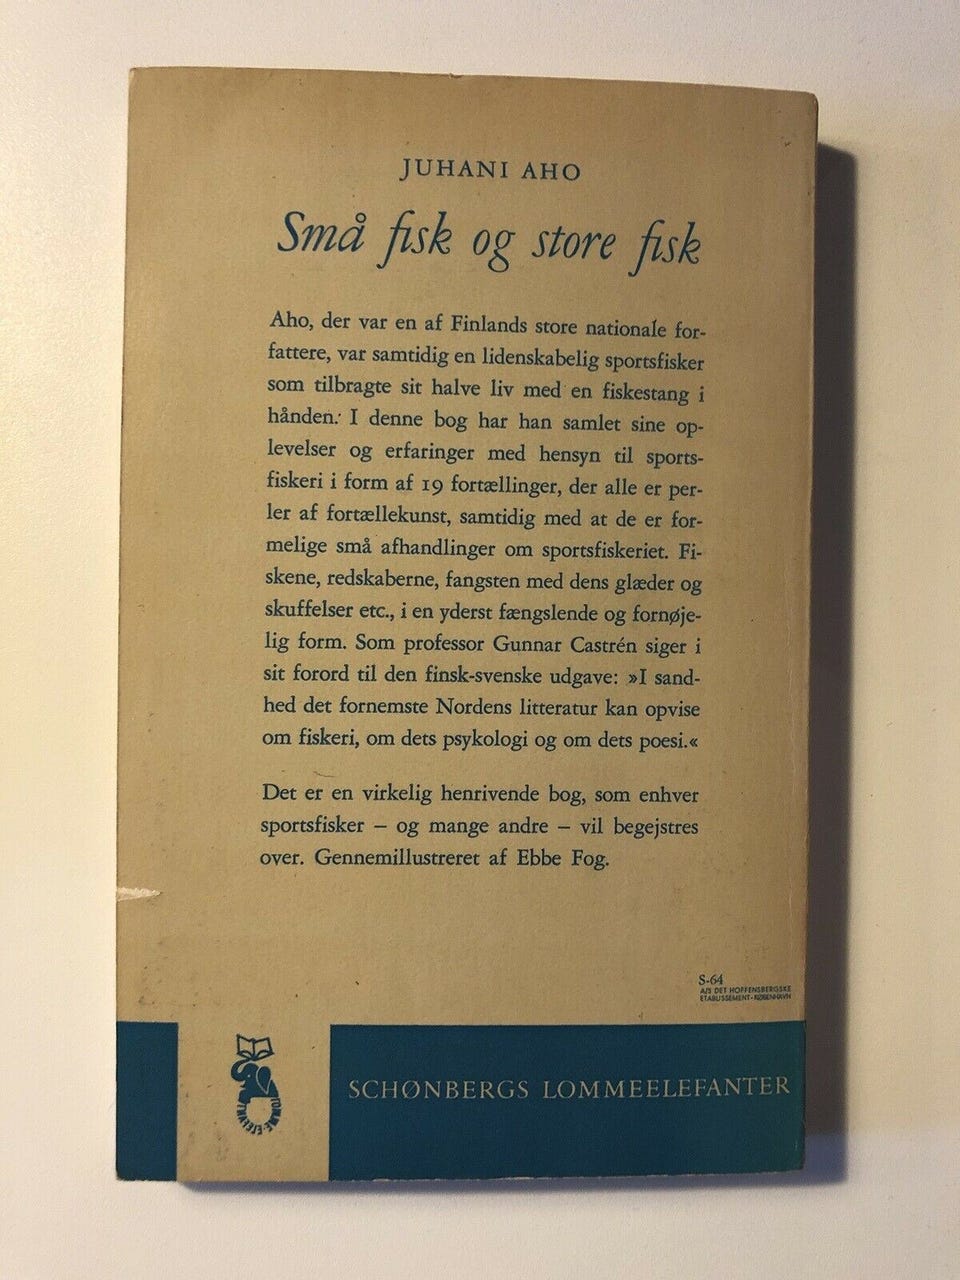 JUHANI AHO
Små fisk og store fisk
Aho, der var en af Finlands store nationale for-
fattere, var samtidig en lidenskabelig sportsfisker
som tilbragte sit halve liv med en fiskestang i
hånden. I denne bog har han samlet sine op-
levelser og erfaringer med hensyn til sports-
fiskeri i form af 19 fortællinger, der alle er per-
ler af fortællekunst, samtidig med at de er for-
melige små afhandlinger om sportsfiskeriet. Fi-
skene, redskaberne, fangsten med dens glæder og
skuffelser etc., i en yderst fængslende og fornøje-
lig form. Som professor Gunnar Castrén siger i
sit forord til den finsk-svenske udgave: »I sand-
hed det fornemste Nordens litteratur kan opvise
om fiskeri, om dets psykologi og om dets poesi.«
Det er en virkelig henrivende bog, som enhver
sportsfisker – og mange andre – vil begejstres
over. Gennemillustreret af Ebbe Fog.
S-64
A/S DET HOFFENSBERGSKE
ETABLISSEMENT - KØBENHAVN
LOMME-ELEFANTEN
SCHØNBERGS LOMMEELEFANTER